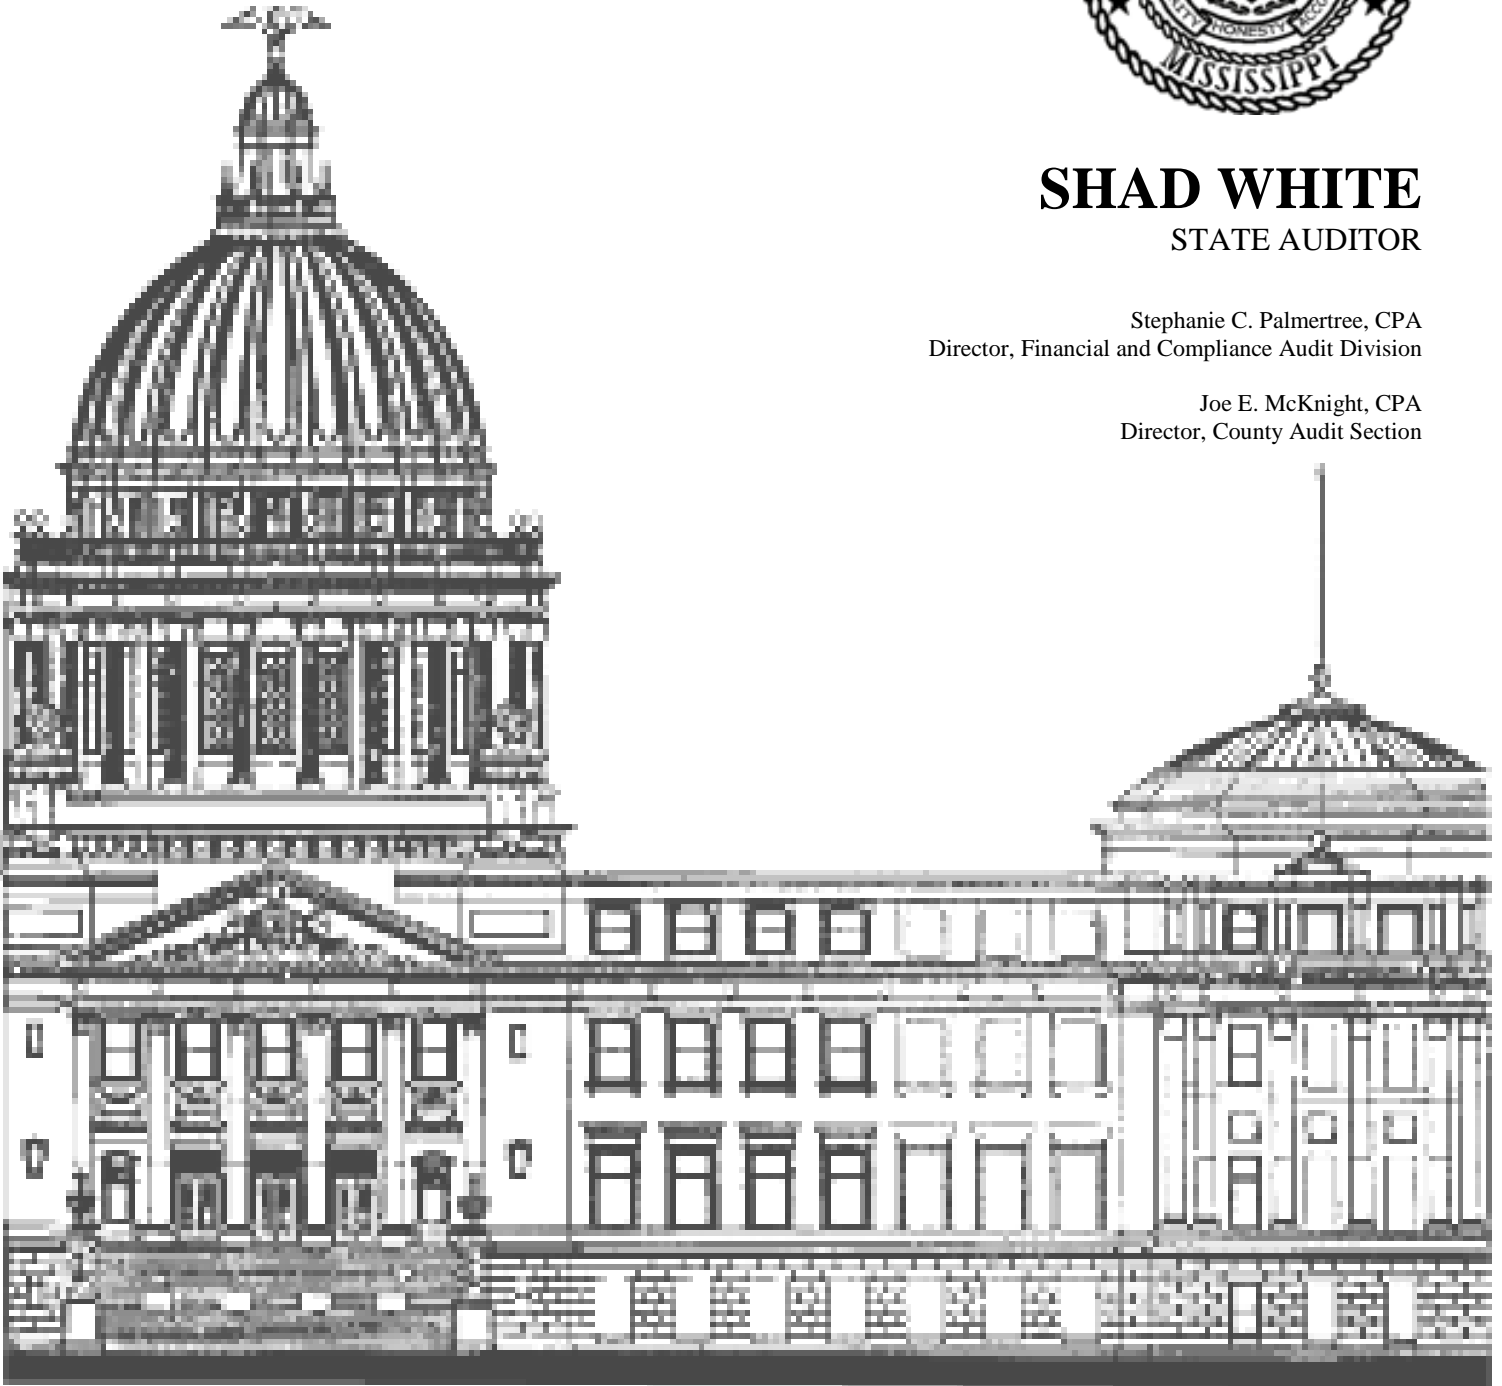 HONESTY
MISSISSIPPI
SHAD WHITE
STATE AUDITOR
Stephanie C. Palmertree, CPA
Director, Financial and Compliance Audit Division
Joe E. McKnight, CPA
Director, County Audit Section